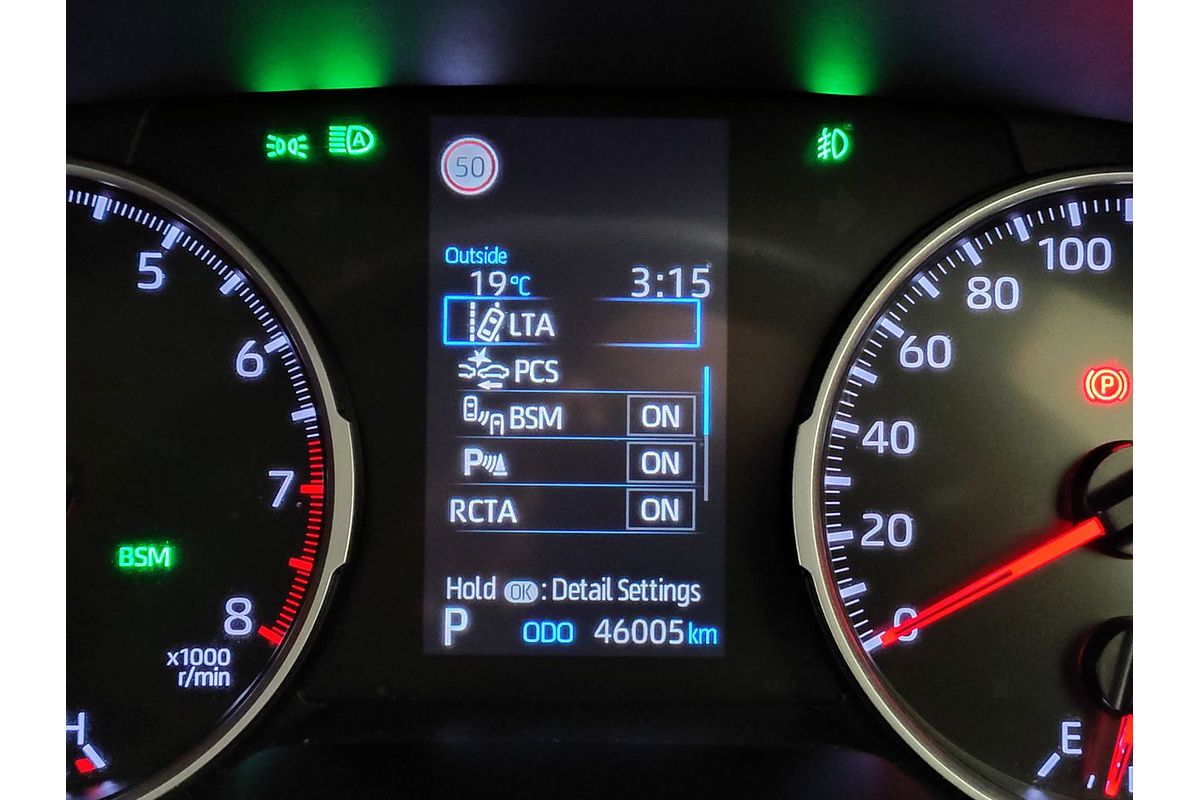 A
50
Outside
19°C 3:15
LTA
PCS
BSM ON
P ON
RCTA ON
Hold OK : Detail Settings
P ODO 46005 km
5
6
7
8
x1000
r/min
BSM
H
100
80
60
40
20
0
P
E